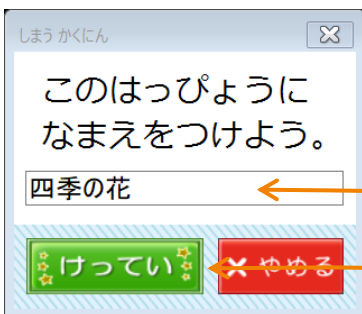 しまう かくにん
このはっぴょうに
なまえをつけよう。
四季の花
けってい
やめる